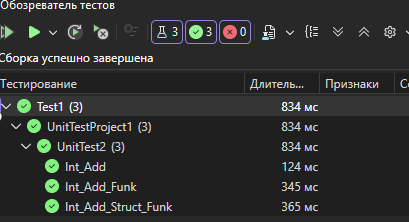 Обозреватель тестов
3 3 0
Сборка успешно завершена
Тестирование Длитель... Признаки
Test1 (3) 834 мс
UnitTestProject1 (3) 834 мс
UnitTest2 (3) 834 мс
Int_Add 124 мс
Int_Add_Funk 345 мс
Int_Add_Struct_Funk 365 мс